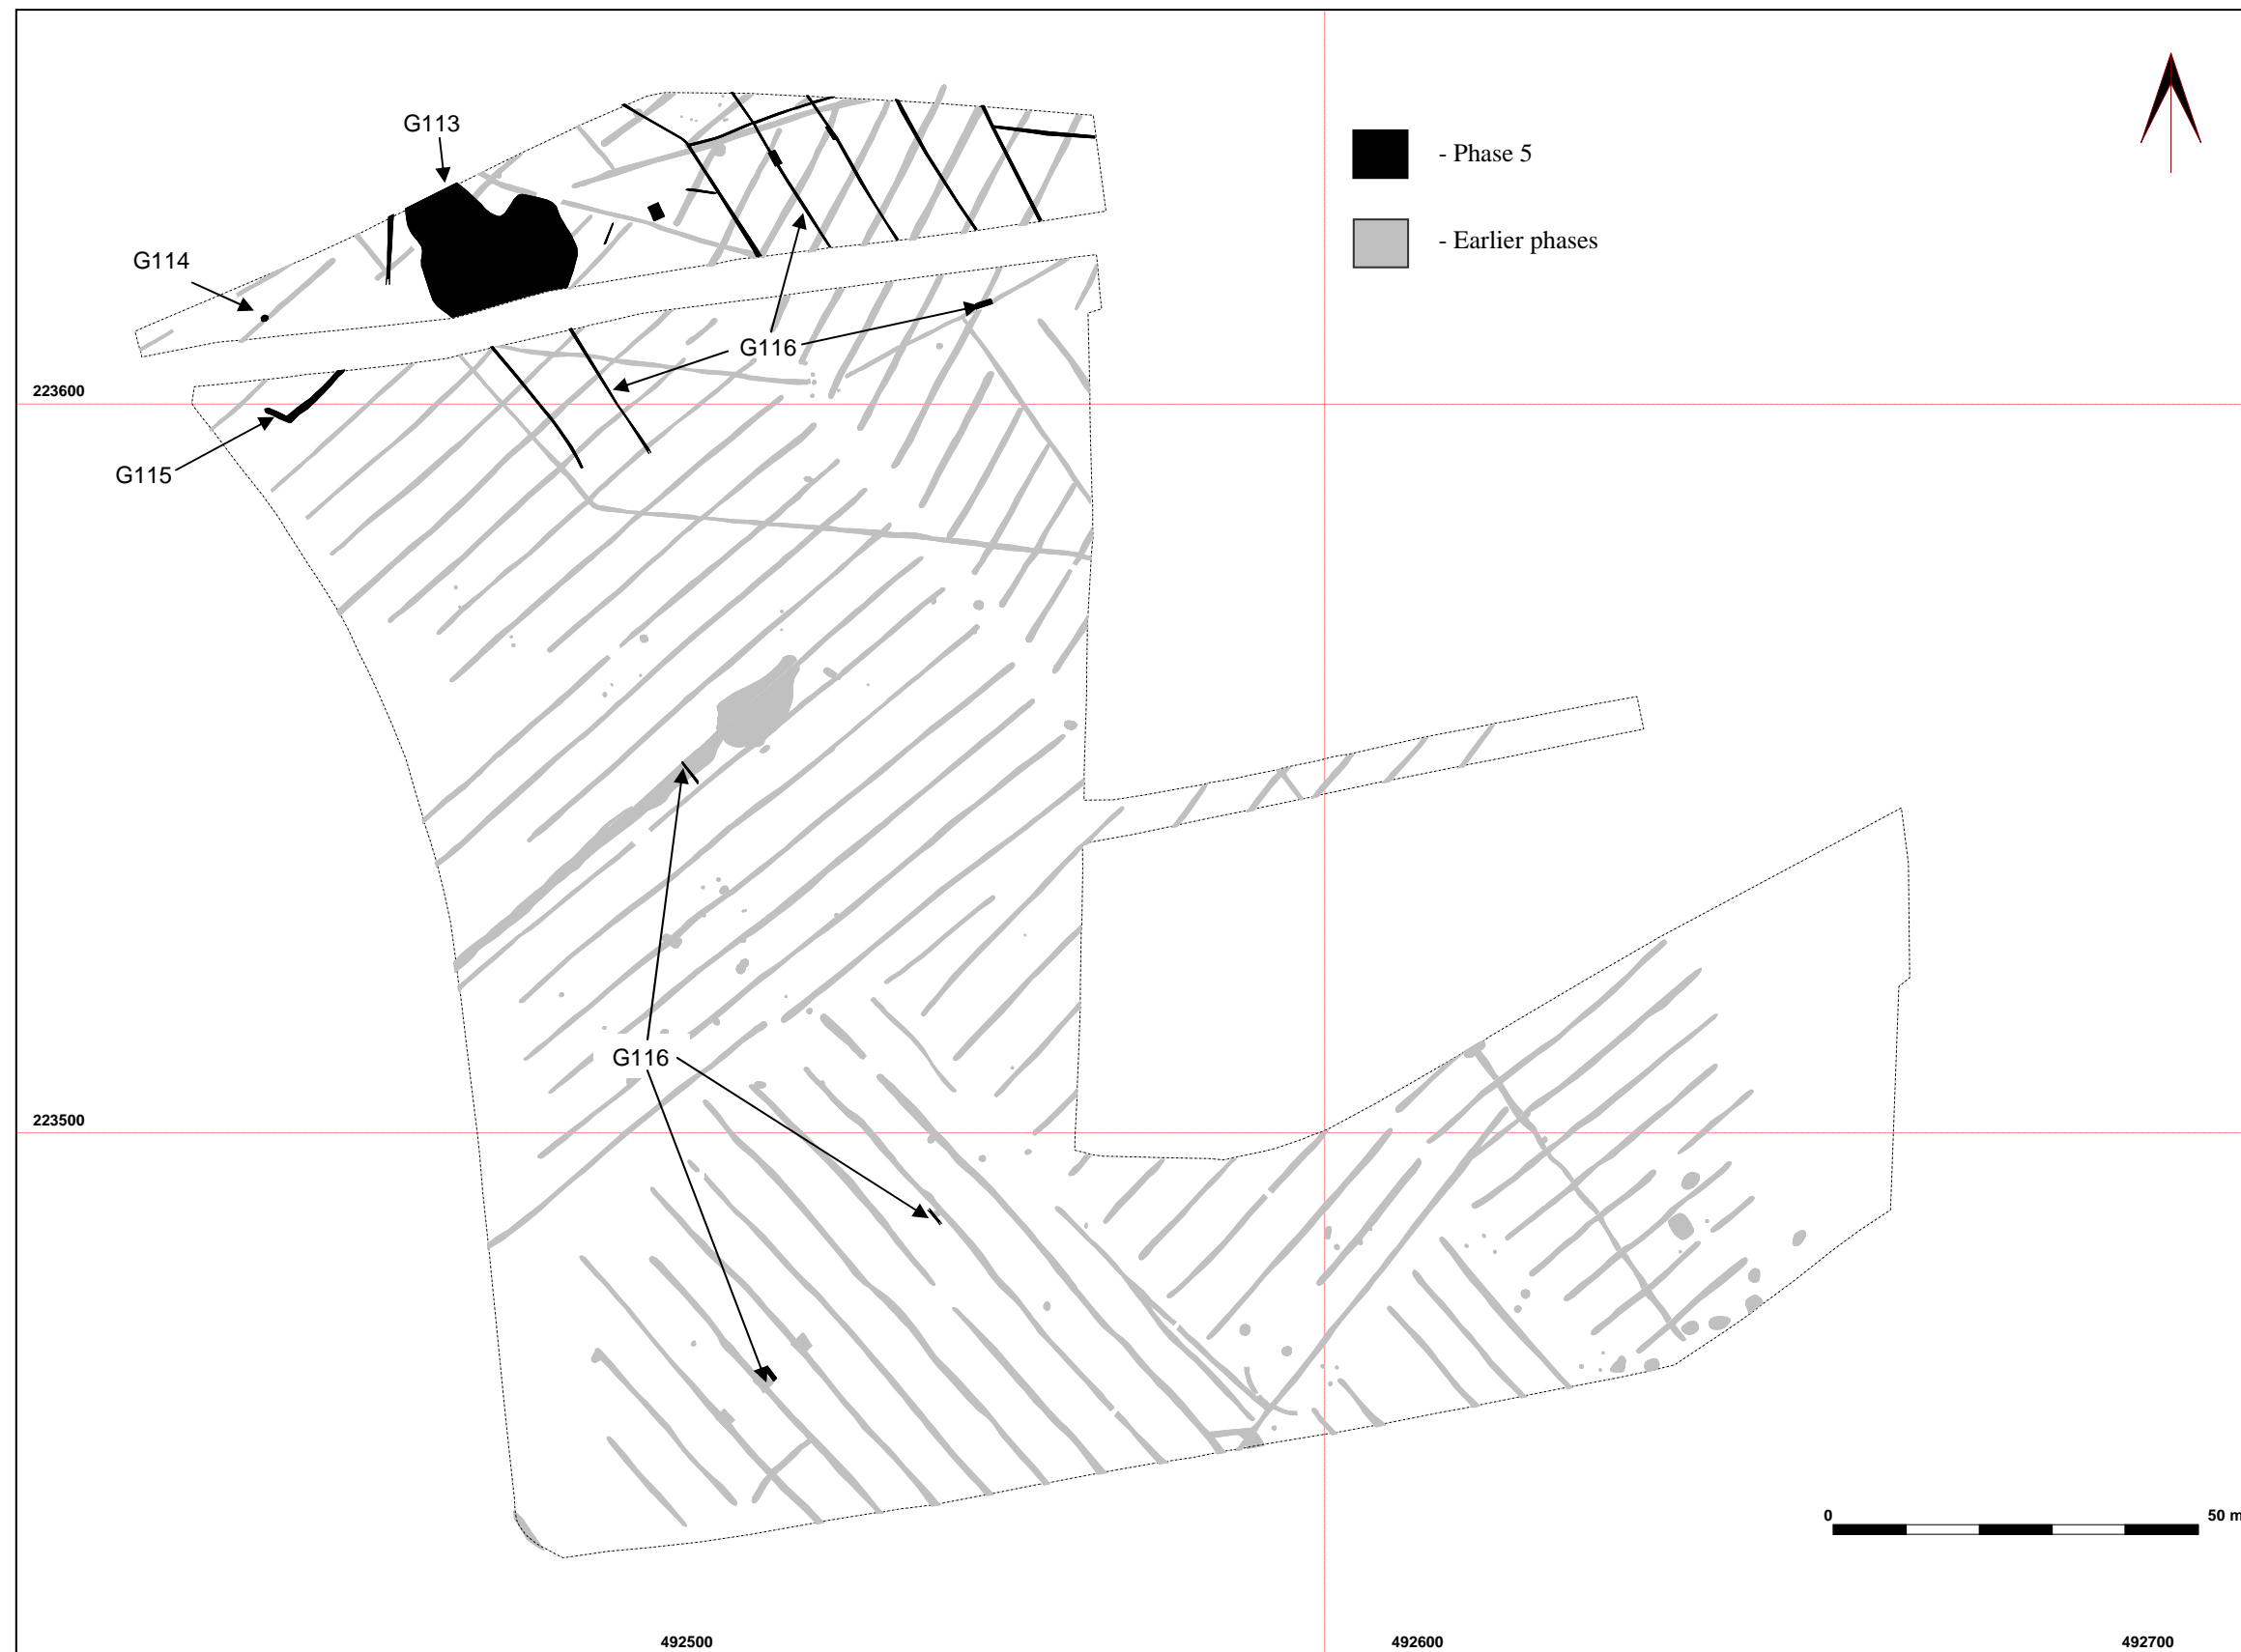 G113
- Phase 5
- Earlier phases
G114
G116
223600
G115
G116
223500
0
50 m
492500
492600
492700